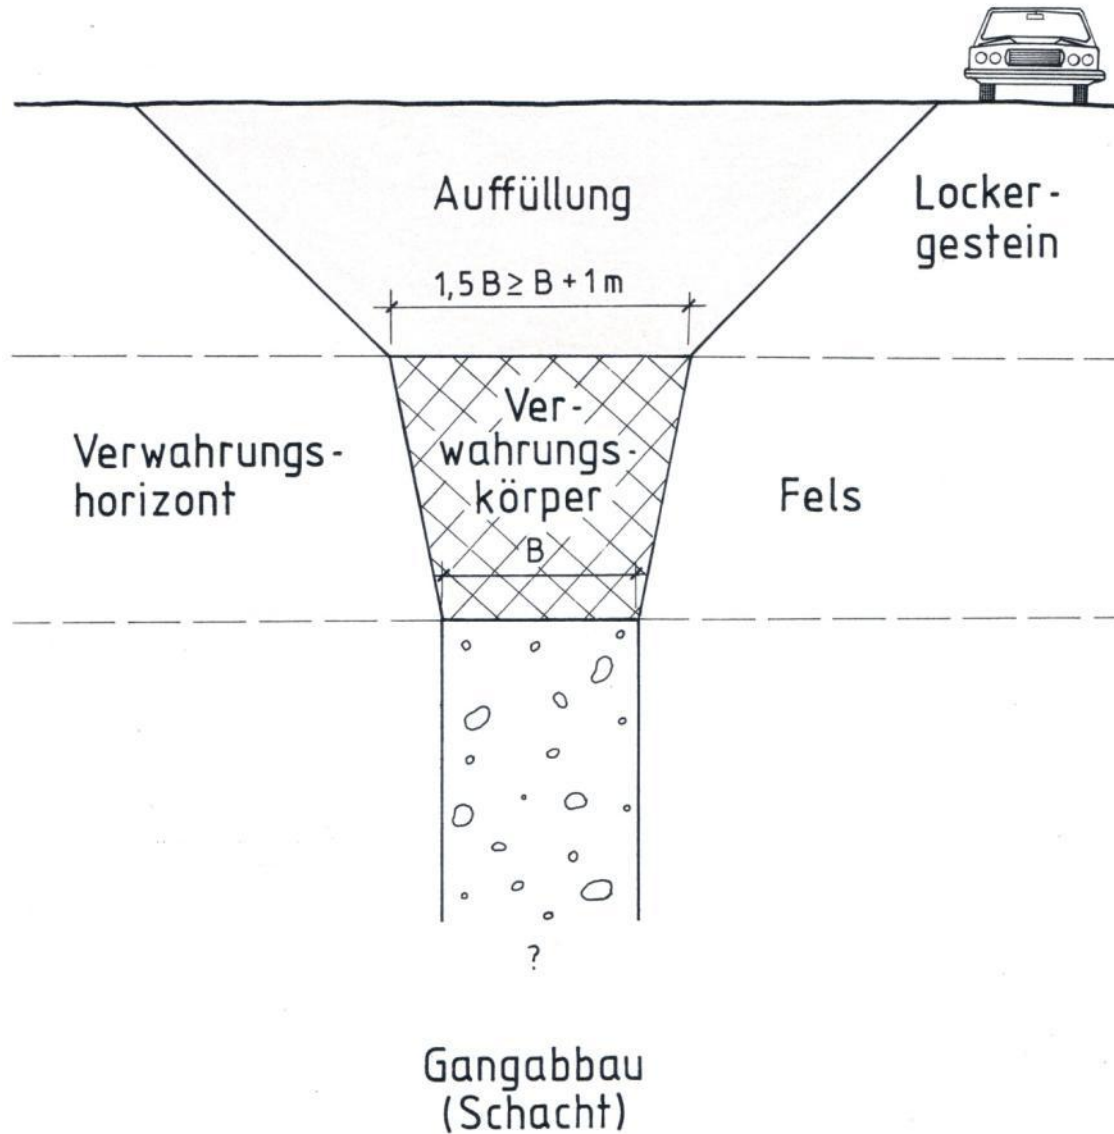 Auffüllung
Locker-
gestein
1,5 B ≥ B + 1 m
Verwahrungs-
horizont
Ver-
wahrungs-
körper
B
Fels
?
Gangabbau
(Schacht)